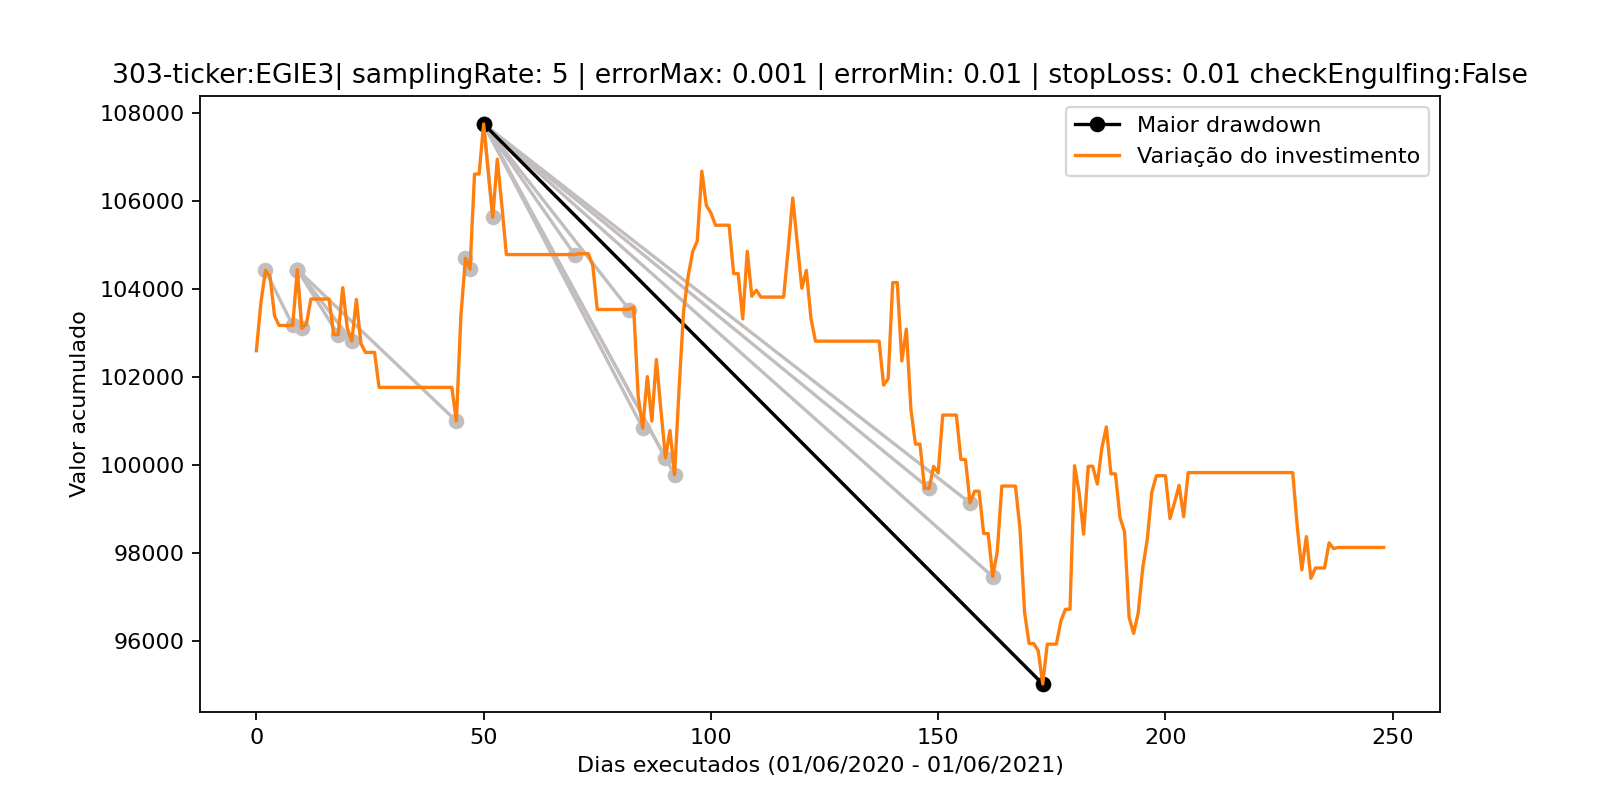 303-ticker:EGIE3| samplingRate: 5 | errorMax: 0.001 | errorMin: 0.01 | stopLoss: 0.01 checkEngulfing:False
Maior drawdown
Variação do investimento
Valor acumulado
108000
106000
104000
102000
100000
98000
96000
0 50 100 150 200 250
Dias executados (01/06/2020 - 01/06/2021)